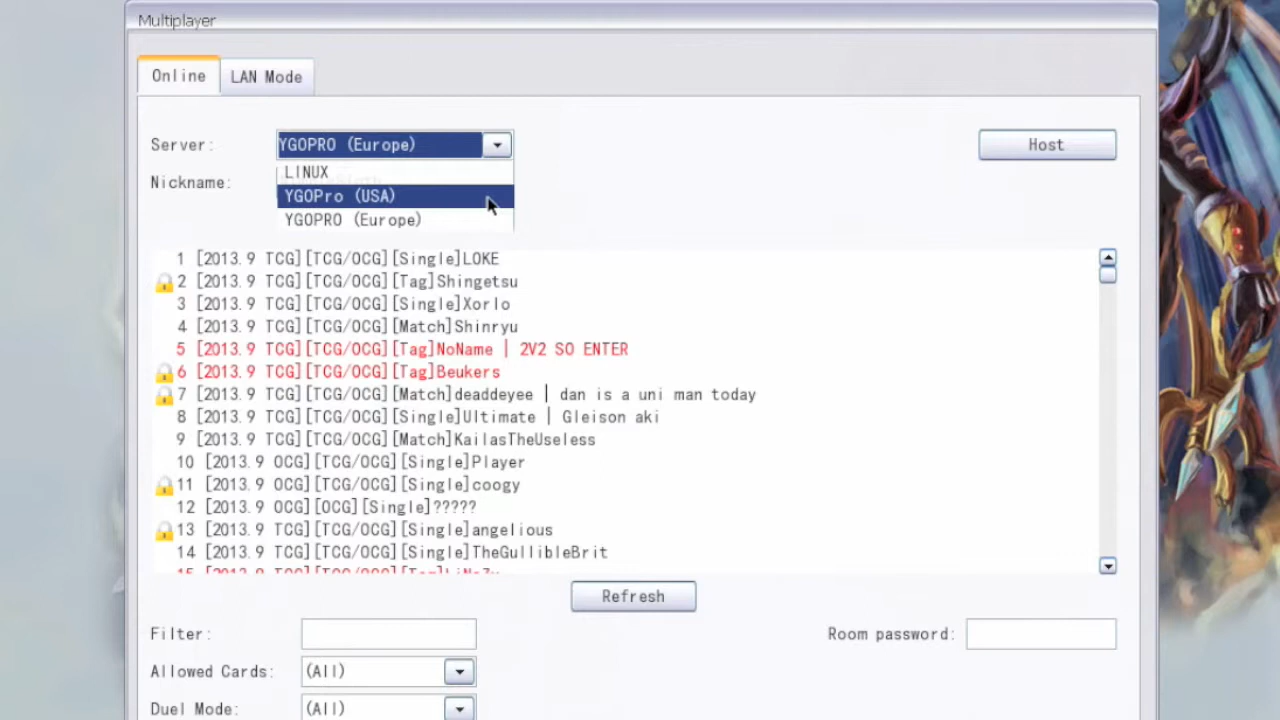 Multiplayer
Online LAN Mode
Server: YGOPRO (Europe) Host
LINUX
Nickname:
YGOPro (USA)
YGOPRO (Europe)
1 [2013.9 TCG][TCG/OCG][Single]LOKE
2 [2013.9 TCG][TCG/OCG][Tag]Shingetsu
3 [2013.9 TCG][TCG/OCG][Single]Xorlo
4 [2013.9 TCG][TCG/OCG][Match]Shinryu
5 [2013.9 TCG][TCG/OCG][Tag]NoName | 2V2 SO ENTER
6 [2013.9 TCG][TCG/OCG][Tag]Beukers
7 [2013.9 TCG][TCG/OCG][Match]deaddeyee | dan is a uni man today
8 [2013.9 TCG][TCG/OCG][Single]Ultimate | Gleison aki
9 [2013.9 TCG][TCG/OCG][Match]KailasTheUseless
10 [2013.9 OCG][TCG/OCG][Single]Player
11 [2013.9 OCG][TCG/OCG][Single]coogy
12 [2013.9 OCG][OCG][Single]?????
13 [2013.9 TCG][TCG/OCG][Single]angelious
14 [2013.9 TCG][TCG/OCG][Single]TheGullibleBrit
15 [2013.9 TCG][TCG/OCG][Tag]
Refresh
Filter: Room password:
Allowed Cards: (All)
Duel Mode: (All)